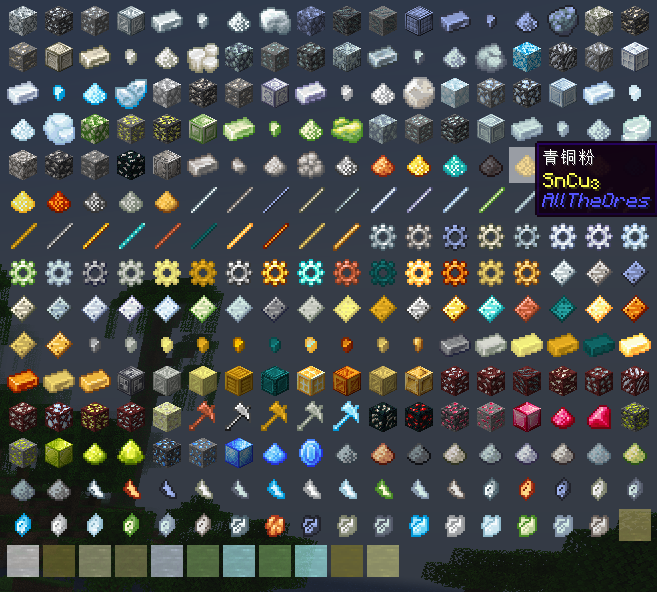 青铜粉
SnCu₃
AllTheOres